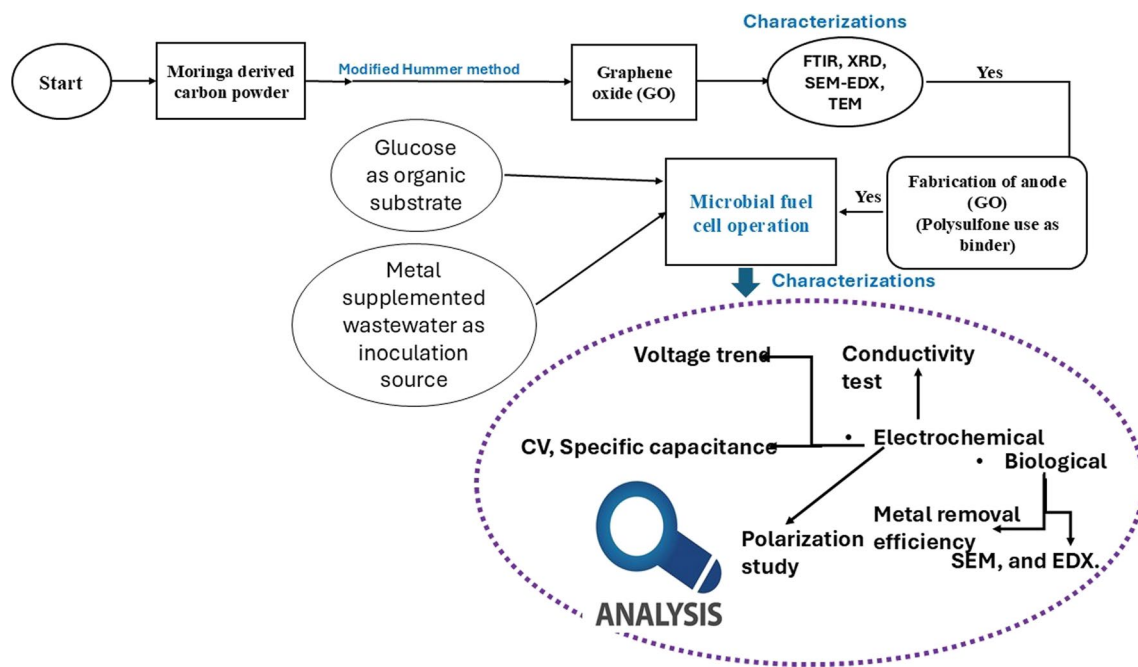 Characterizations
Start
Moringa derived
carbon powder
Modified Hummer method
Graphene
oxide (GO)
FTIR, XRD,
SEM-EDX,
TEM
Yes
Glucose
as organic
substrate
Microbial fuel
cell operation
Yes
Fabrication of anode
(GO)
(Polysulfone use as
binder)
Metal
supplemented
wastewater as
inoculation
source
Characterizations
Voltage trend
Conductivity
test
CV, Specific capacitance
• Electrochemical
• Biological
Polarization
study
Metal removal
efficiency
SEM, and EDX.
ANALYSIS